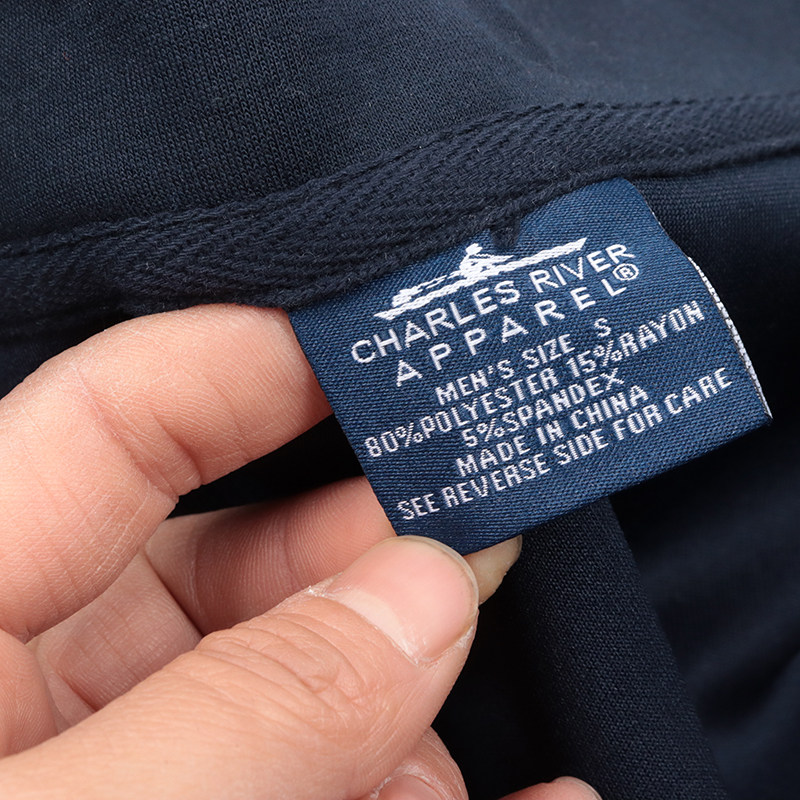 CHARLES RIVER
APPAREL®
MEN'S SIZE S
80%POLYESTER 15%RAYON
5%SPANDEX
MADE IN CHINA
SEE REVERSE SIDE FOR CARE